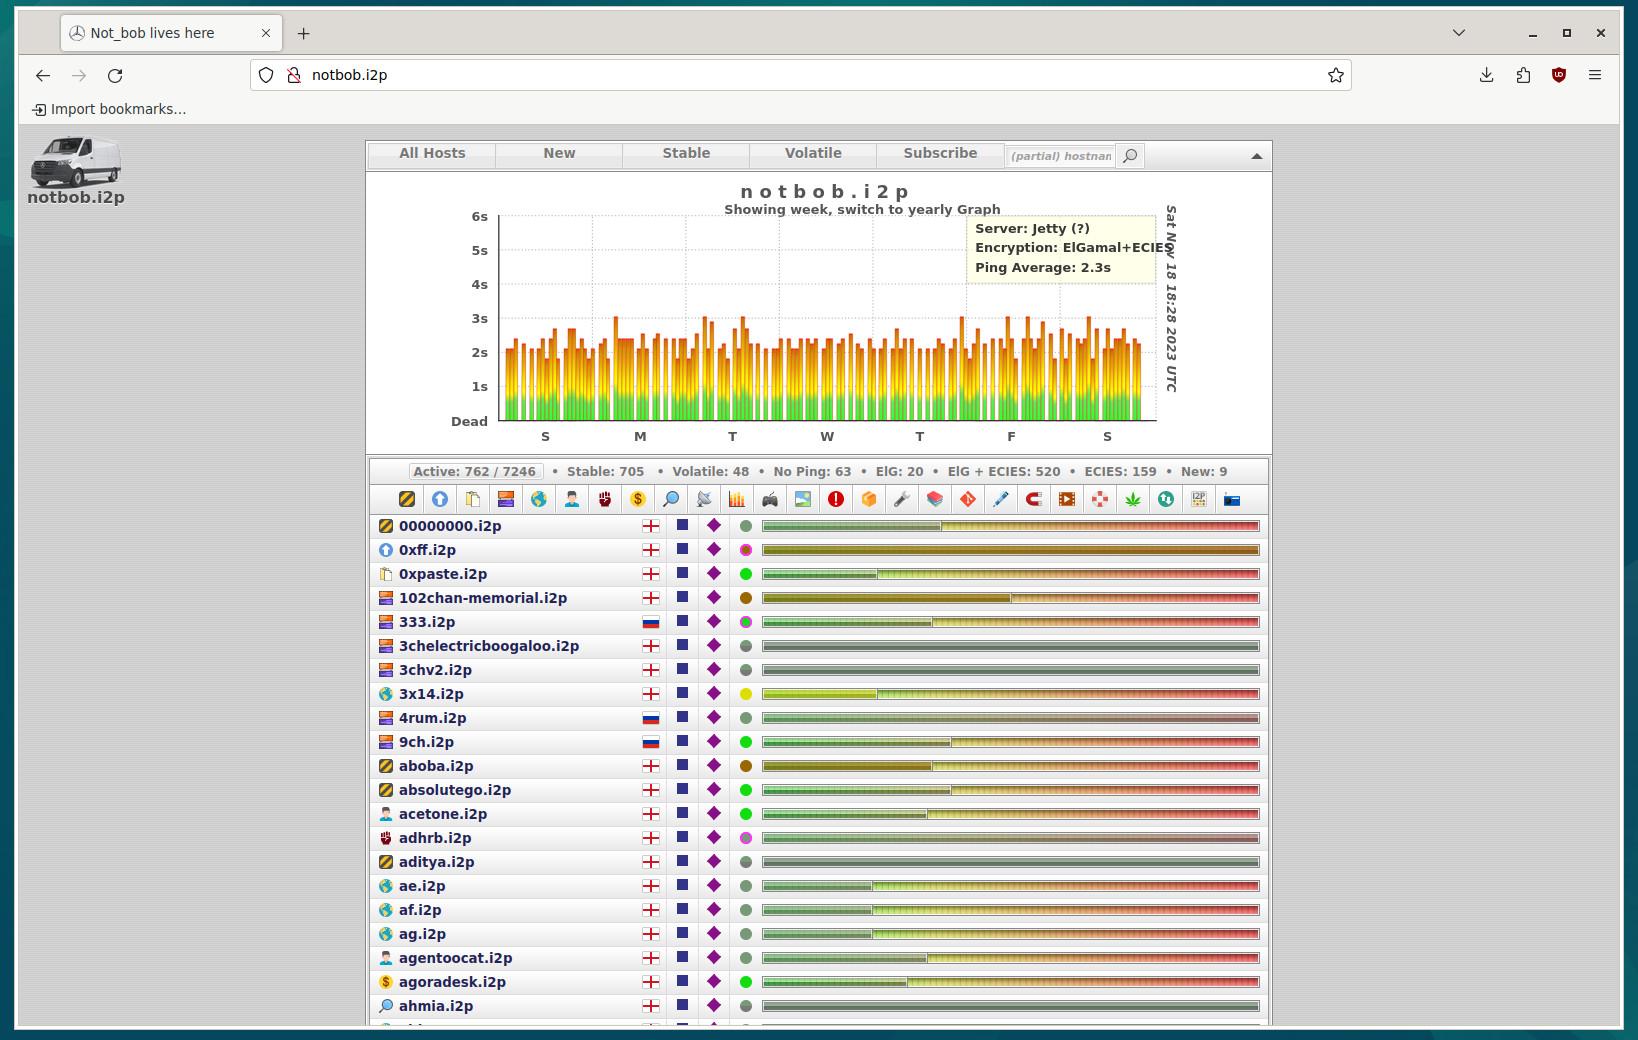 Not_bob lives here
notbob.i2p
Import bookmarks...
notbob.i2p
All Hosts New Stable Volatile Subscribe (partial) hostnan
notbob.i2p
Showing week, switch to yearly Graph
6s
5s
4s
3s
2s
1s
Dead
S M T W T F S
Server: Jetty (?)
Encryption: ElGamal+ECIES
Ping Average: 2.3s
Sat Nov 18 18:28 2023 UTC
Active: 762 / 7246 • Stable: 705 • Volatile: 48 • No Ping: 63 • ElG: 20 • ElG + ECIES: 520 • ECIES: 159 • New: 9
00000000.i2p
0xff.i2p
0xpaste.i2p
102chan-memorial.i2p
333.i2p
3chelectricboogaloo.i2p
3chv2.i2p
3x14.i2p
4rum.i2p
9ch.i2p
aboba.i2p
absolutego.i2p
acetone.i2p
adhrb.i2p
aditya.i2p
ae.i2p
af.i2p
ag.i2p
agentoocat.i2p
agoradesk.i2p
ahmia.i2p